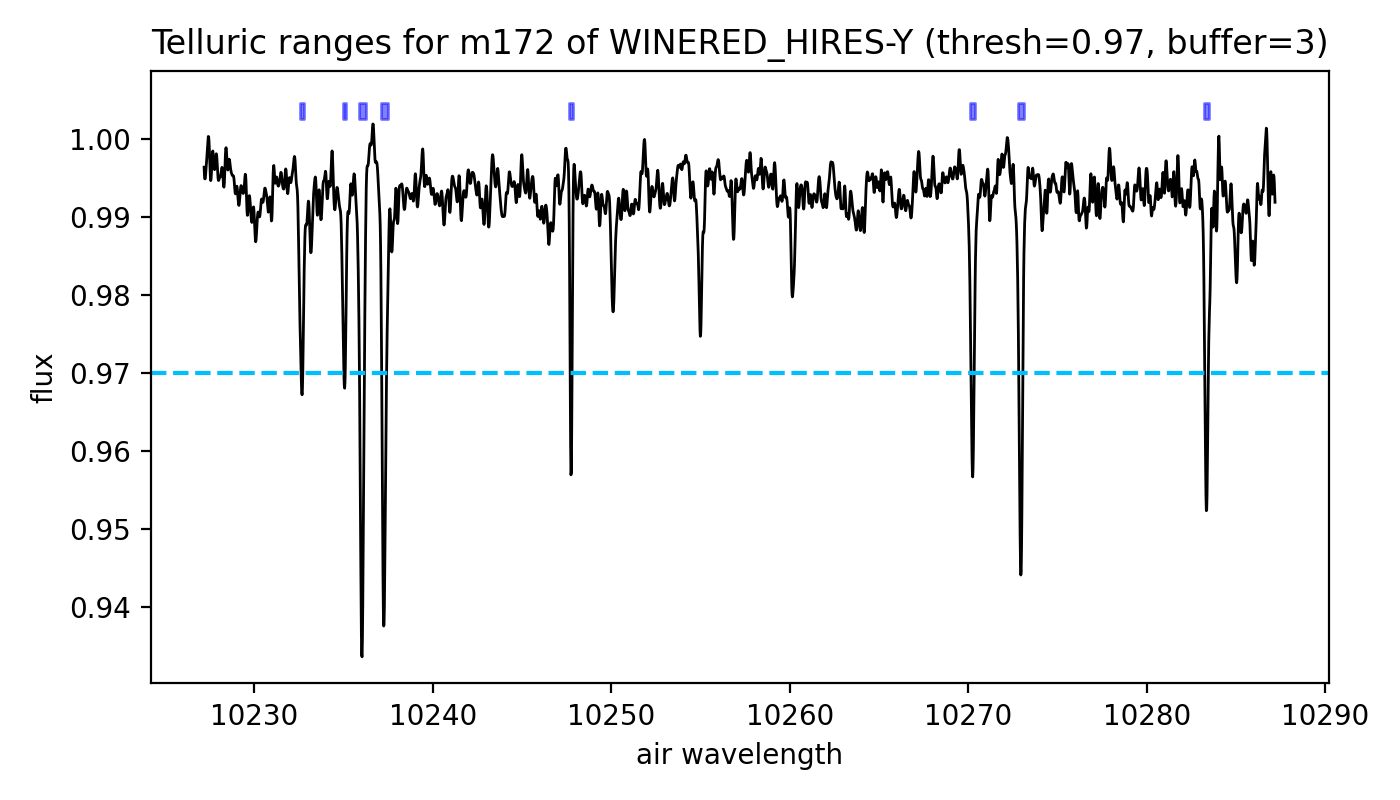 Telluric ranges for m172 of WINERED_HIRES-Y (thresh=0.97, buffer=3)
1.00
0.99
0.98
0.97
0.96
0.95
0.94
flux
10230 10240 10250 10260 10270 10280 10290
air wavelength